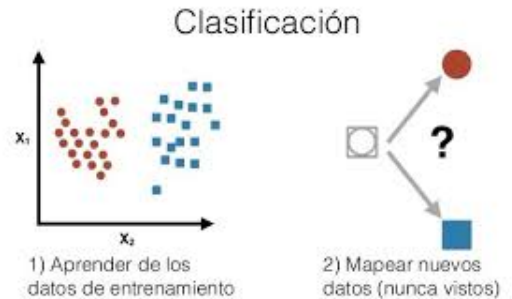 Clasificación
X₁
X₂
?
1) Aprender de los
datos de entrenamiento
2) Mapear nuevos
datos (nunca vistos)